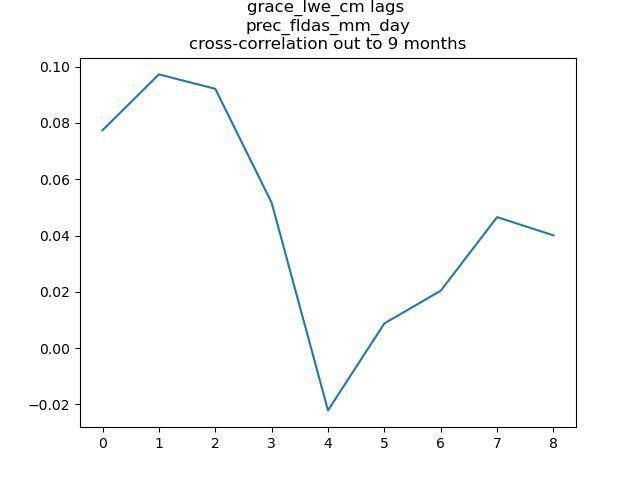 grace_lwe_cm lags
prec_fldas_mm_day
cross-correlation out to 9 months
0.10
0.08
0.06
0.04
0.02
0.00
−0.02
0 1 2 3 4 5 6 7 8